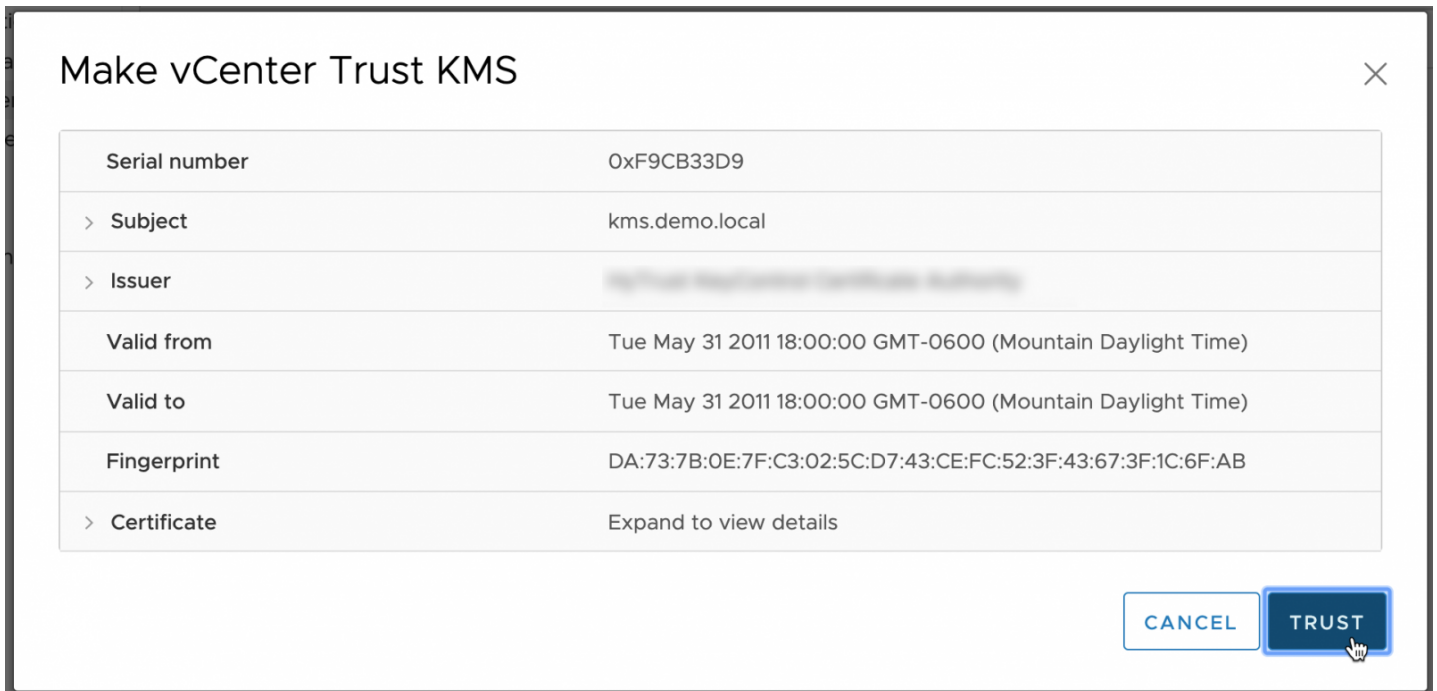 Make vCenter Trust KMS
Serial number 0xF9CB33D9
Subject kms.demo.local
Issuer
Valid from Tue May 31 2011 18:00:00 GMT-0600 (Mountain Daylight Time)
Valid to Tue May 31 2011 18:00:00 GMT-0600 (Mountain Daylight Time)
Fingerprint DA:73:7B:0E:7F:C3:02:5C:D7:43:CE:FC:52:3F:43:67:3F:1C:6F:AB
Certificate Expand to view details
CANCEL TRUST